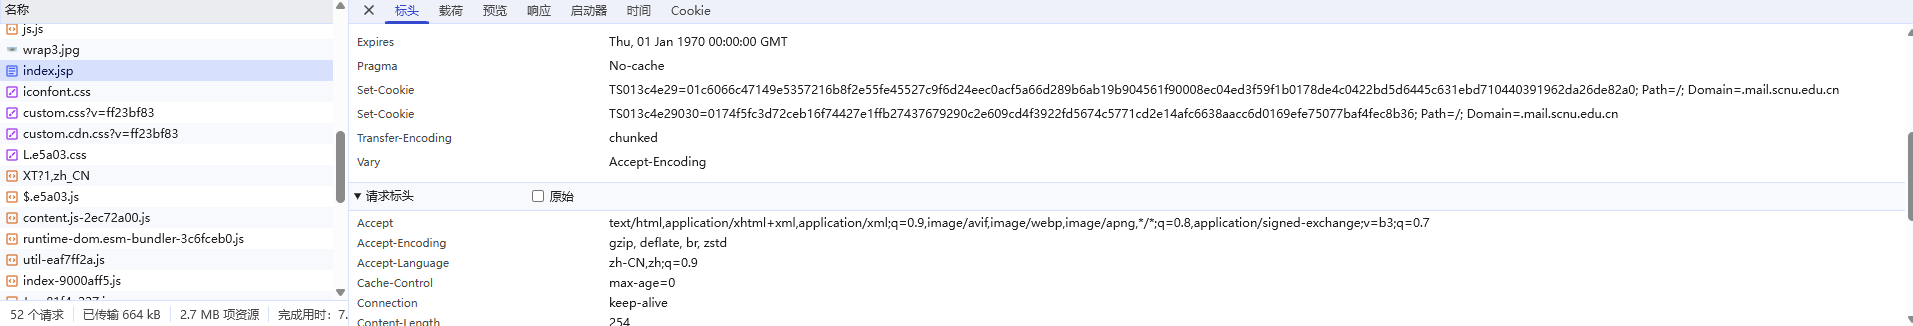 名称
js.js
wrap3.jpg
index.jsp
iconfont.css
custom.css?v=ff23bf83
custom.cdn.css?v=ff23bf83
L.e5a03.css
XT?1,zh_CN
$.e5a03.js
content.js-2ec72a00.js
runtime-dom.esm-bundler-3c6fceb0.js
util-eaf7ff2a.js
index-9000aff5.js
52 个请求 已传输 664 kB 2.7 MB 项资源 完成用时：7.
标头 载荷 预览 响应 启动器 时间 Cookie
Expires Thu, 01 Jan 1970 00:00:00 GMT
Pragma No-cache
Set-Cookie TS013c4e29=01c6066c47149e5357216b8f2e55fe45527c9f6d24eec0acf5a66d289b6ab19b904561f90008ec04ed3f59f1b0178de4c0422bd5d6445c631ebd710440391962da26de82a0; Path=/; Domain=.mail.scnu.edu.cn
Set-Cookie TS013c4e29030=0174f5fc3d72ceb16f74427e1ffb27437679290c2e609cd4f3922fd5674c5771cd2e14afc6638aacc6d0169efe75077baf4fec8b36; Path=/; Domain=.mail.scnu.edu.cn
Transfer-Encoding chunked
Vary Accept-Encoding
▼ 请求标头 原始
Accept text/html,application/xhtml+xml,application/xml;q=0.9,image/avif,image/webp,image/apng,*/*;q=0.8,application/signed-exchange;v=b3;q=0.7
Accept-Encoding gzip, deflate, br, zstd
Accept-Language zh-CN,zh;q=0.9
Cache-Control max-age=0
Connection keep-alive
Content-Length 254